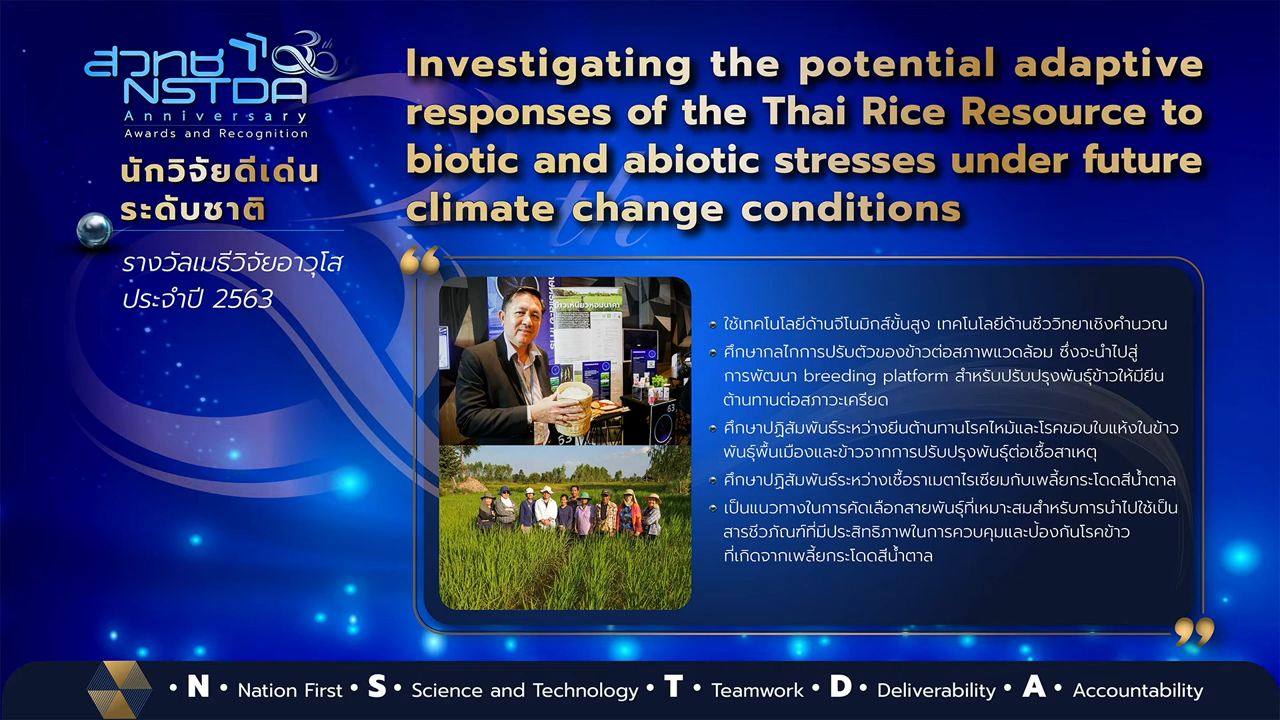 สวทช
NSTDA
th
Anniversary
Awards and Recognition
นักวิจัยดีเด่น
ระดับชาติ
รางวัลเมธีวิจัยอาวุโส
ประจำปี 2563
Investigating the potential adaptive
responses of the Thai Rice Resource to
biotic and abiotic stresses under future
climate change conditions
th
ข้าวเหนียวหอมนาคา
53
63
• ใช้เทคโนโลยีด้านจีโนมิกส์ขั้นสูง เทคโนโลยีด้านชีววิทยาเชิงคำนวณ
• ศึกษากลไกการปรับตัวของข้าวต่อสภาพแวดล้อม ซึ่งจะนำไปสู่
การพัฒนา breeding platform สำหรับปรับปรุงพันธุ์ข้าวให้มียีน
ต้านทานต่อสภาวะเครียด
• ศึกษาปฏิสัมพันธ์ระหว่างยีนต้านทานโรคไหม้และโรคขอบใบแห้งในข้าว
พันธุ์พื้นเมืองและข้าวจากการปรับปรุงพันธุ์ต่อเชื้อสาเหตุ
• ศึกษาปฏิสัมพันธ์ระหว่างเชื้อราเมตาไรเซียมกับเพลี้ยกระโดดสีน้ำตาล
• เป็นแนวทางในการคัดเลือกสายพันธุ์ที่เหมาะสมสำหรับการนำไปใช้เป็น
สารชีวภัณฑ์ที่มีประสิทธิภาพในการควบคุมและป้องกันโรคข้าว
ที่เกิดจากเพลี้ยกระโดดสีน้ำตาล
• N • Nation First • S • Science and Technology • T • Teamwork • D • Deliverability • A • Accountability